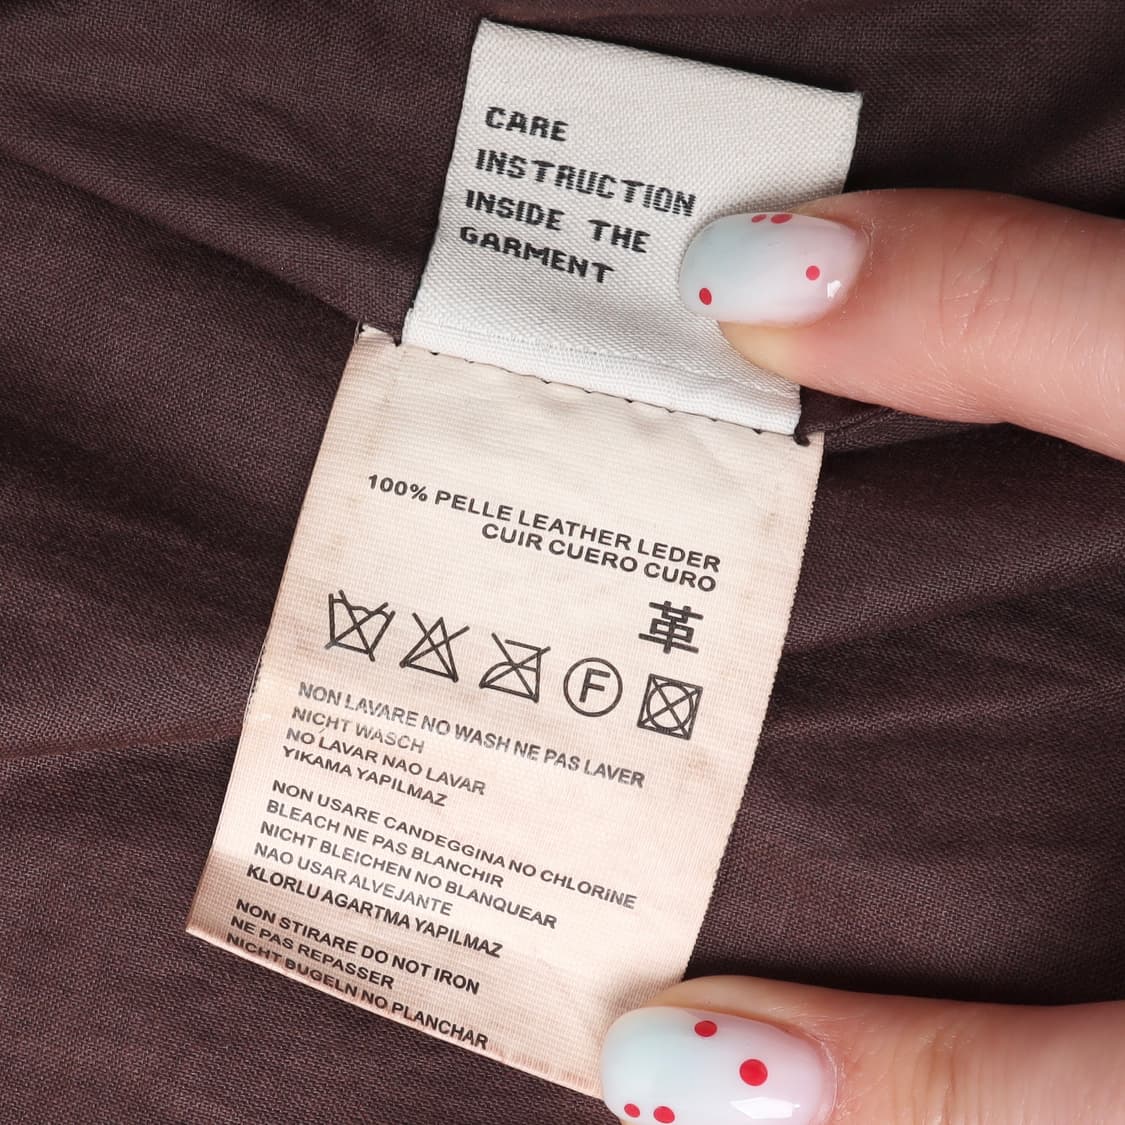 CARE
INSTRUCTION
INSIDE THE
GARMENT
100% PELLE LEATHER LEDER
CUIR CUERO CURO
革
F
NON LAVARE NO WASH NE PAS LAVER
NICHT WASCH
NO LAVAR NAO LAVAR
YIKAMA YAPILMAZ
NON USARE CANDEGGINA NO CHLORINE
BLEACH NE PAS BLANCHIR
NICHT BLEICHEN NO BLANQUEAR
NAO USAR ALVEJANTE
KLORLU AGARTMA YAPILMAZ
NON STIRARE DO NOT IRON
NE PAS REPASSER
NICHT BUGELN NO PLANCHAR